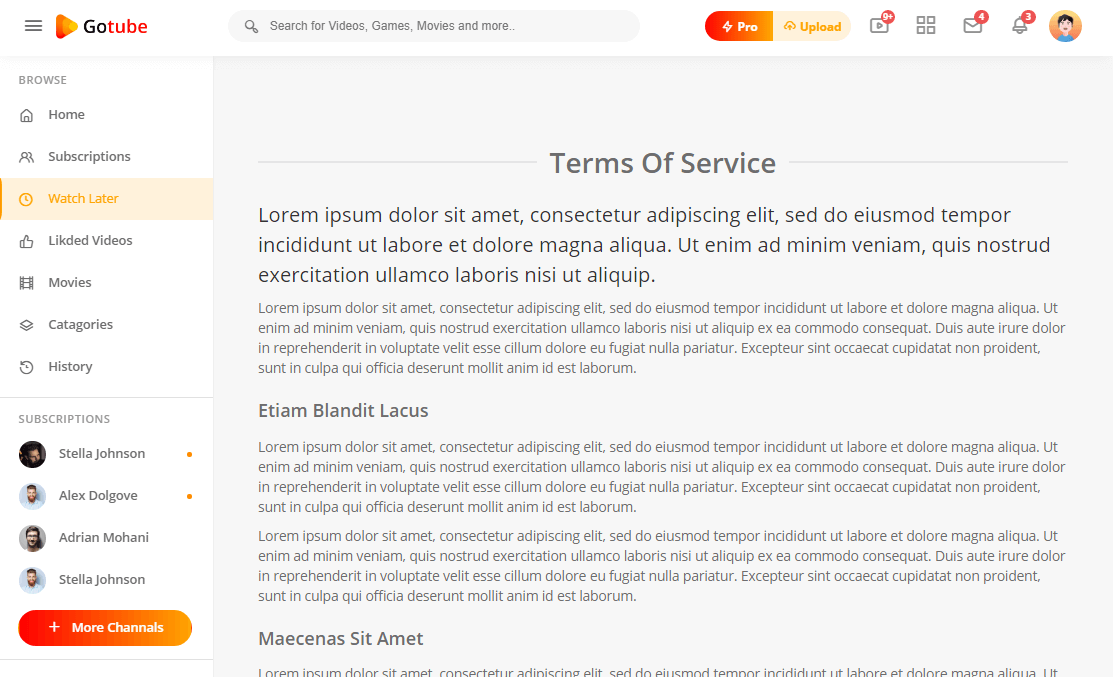 Gotube
Search for Videos, Games, Movies and more..
Pro
Upload
9+
4
3
BROWSE
Home
Subscriptions
Watch Later
Likded Videos
Movies
Catagories
History
SUBSCRIPTIONS
Stella Johnson
Alex Dolgove
Adrian Mohani
Stella Johnson
More Channals
Terms Of Service
Lorem ipsum dolor sit amet, consectetur adipiscing elit, sed do eiusmod tempor
incididunt ut labore et dolore magna aliqua. Ut enim ad minim veniam, quis nostrud
exercitation ullamco laboris nisi ut aliquip.
Lorem ipsum dolor sit amet, consectetur adipiscing elit, sed do eiusmod tempor incididunt ut labore et dolore magna aliqua. Ut
enim ad minim veniam, quis nostrud exercitation ullamco laboris nisi ut aliquip ex ea commodo consequat. Duis aute irure dolor
in reprehenderit in voluptate velit esse cillum dolore eu fugiat nulla pariatur. Excepteur sint occaecat cupidatat non proident,
sunt in culpa qui officia deserunt mollit anim id est laborum.
Etiam Blandit Lacus
Lorem ipsum dolor sit amet, consectetur adipiscing elit, sed do eiusmod tempor incididunt ut labore et dolore magna aliqua. Ut
enim ad minim veniam, quis nostrud exercitation ullamco laboris nisi ut aliquip ex ea commodo consequat. Duis aute irure dolor
in reprehenderit in voluptate velit esse cillum dolore eu fugiat nulla pariatur. Excepteur sint occaecat cupidatat non proident,
sunt in culpa qui officia deserunt mollit anim id est laborum.
Lorem ipsum dolor sit amet, consectetur adipiscing elit, sed do eiusmod tempor incididunt ut labore et dolore magna aliqua. Ut
enim ad minim veniam, quis nostrud exercitation ullamco laboris nisi ut aliquip ex ea commodo consequat. Duis aute irure dolor
in reprehenderit in voluptate velit esse cillum dolore eu fugiat nulla pariatur. Excepteur sint occaecat cupidatat non proident,
sunt in culpa qui officia deserunt mollit anim id est laborum.
Maecenas Sit Amet
Lorem ipsum dolor sit amet, consectetur adipiscing elit, sed do eiusmod tempor incididunt ut labore et dolore magna aliqua. Ut